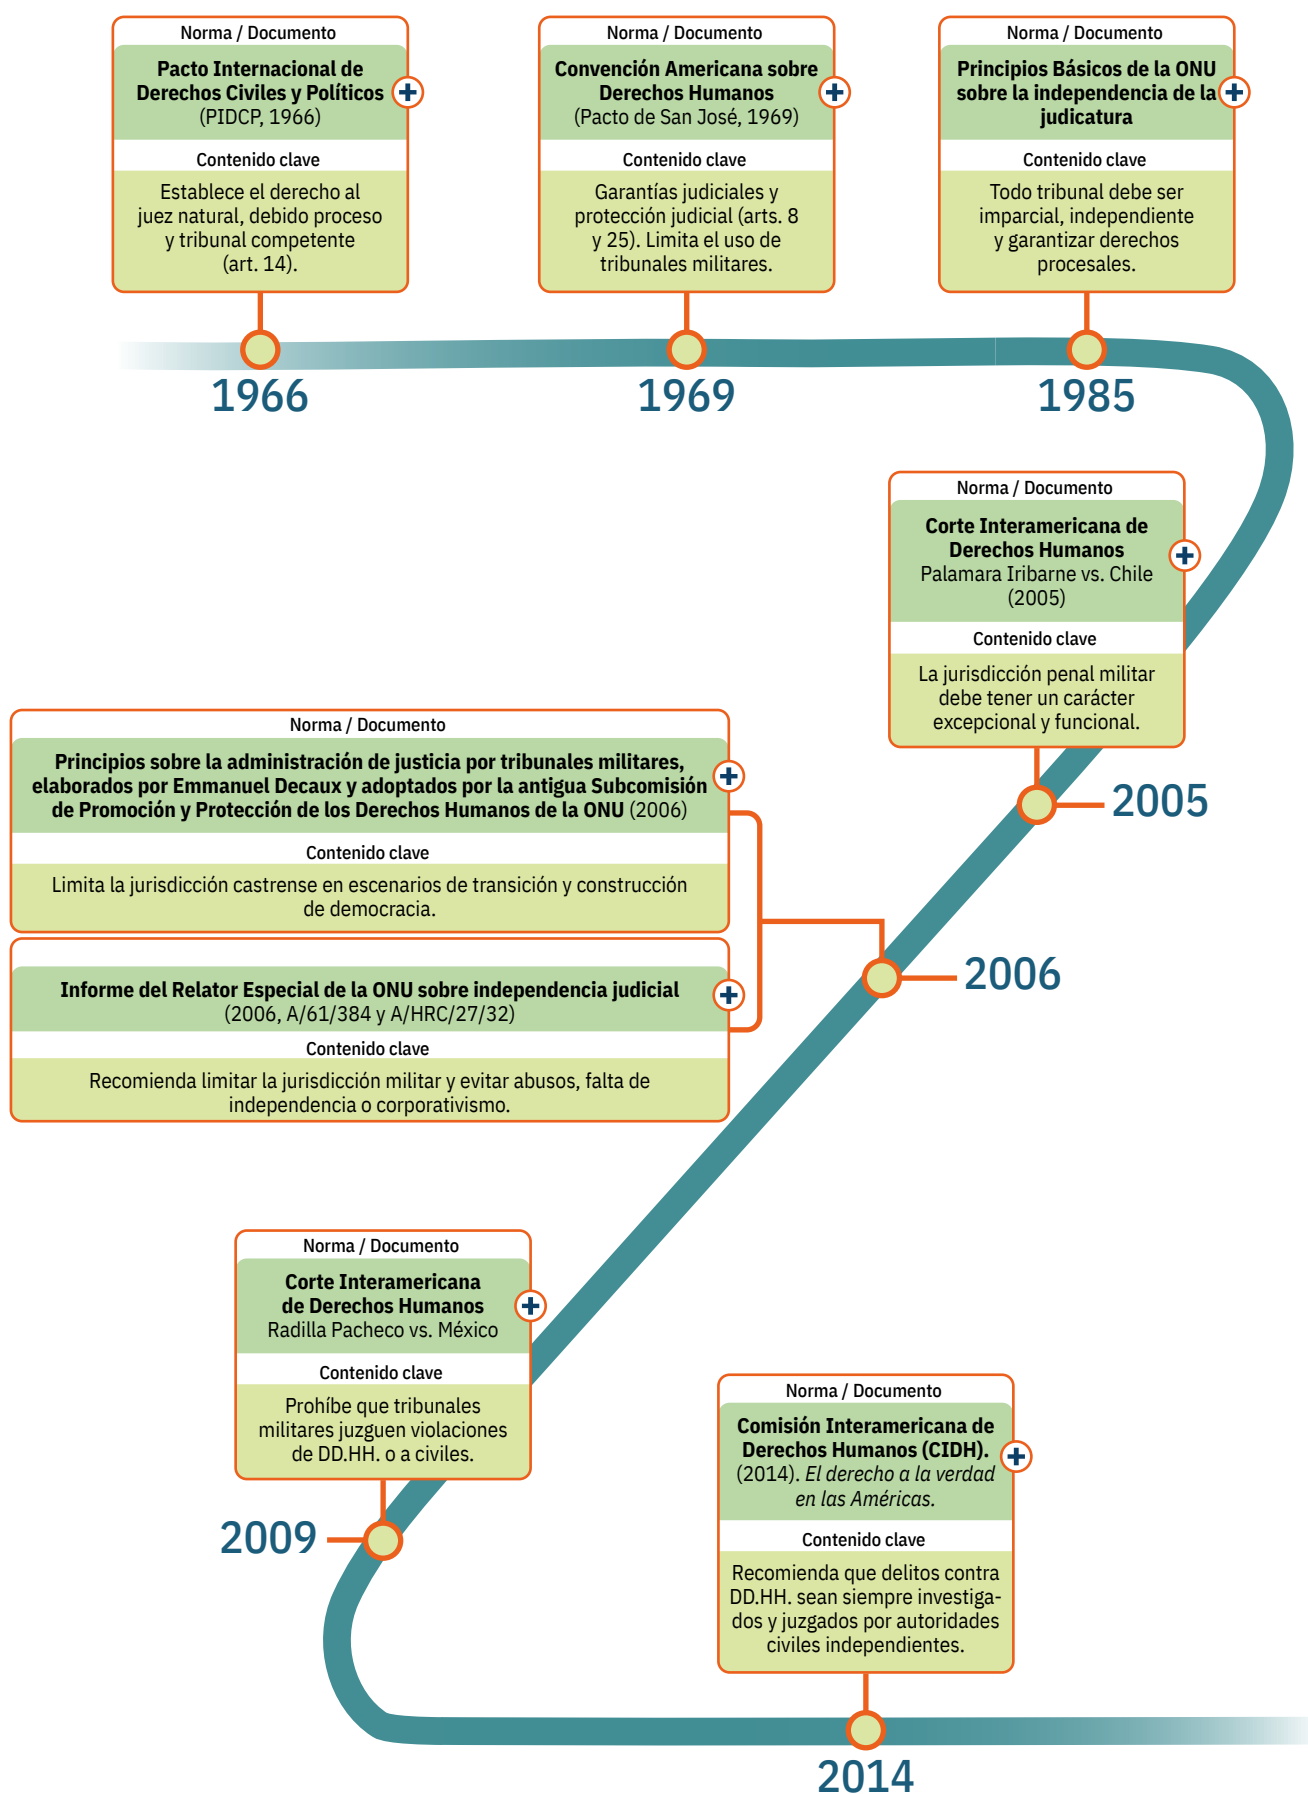 Norma / Documento
Pacto Internacional de
Derechos Civiles y Políticos
(PIDCP, 1966)
Contenido clave
Establece el derecho al
juez natural, debido proceso
y tribunal competente
(art. 14).
1966
Norma / Documento
Convención Americana sobre
Derechos Humanos
(Pacto de San José, 1969)
Contenido clave
Garantías judiciales y
protección judicial (arts. 8
y 25). Limita el uso de
tribunales militares.
1969
Norma / Documento
Principios Básicos de la ONU
sobre la independencia de la
judicatura
Contenido clave
Todo tribunal debe ser
imparcial, independiente
y garantizar derechos
procesales.
1985
Norma / Documento
Corte Interamericana de
Derechos Humanos
Palamara Iribarne vs. Chile
(2005)
Contenido clave
La jurisdicción penal militar
debe tener un carácter
excepcional y funcional.
2005
Norma / Documento
Principios sobre la administración de justicia por tribunales militares,
elaborados por Emmanuel Decaux y adoptados por la antigua Subcomisión
de Promoción y Protección de los Derechos Humanos de la ONU (2006)
Contenido clave
Limita la jurisdicción castrense en escenarios de transición y construcción
de democracia.
Informe del Relator Especial de la ONU sobre independencia judicial
(2006, A/61/384 y A/HRC/27/32)
Contenido clave
Recomienda limitar la jurisdicción militar y evitar abusos, falta de
independencia o corporativismo.
2006
Norma / Documento
Corte Interamericana
de Derechos Humanos
Radilla Pacheco vs. México
Contenido clave
Prohíbe que tribunales
militares juzguen violaciones
de DD.HH. o a civiles.
2009
Norma / Documento
Comisión Interamericana de
Derechos Humanos (CIDH).
(2014). El derecho a la verdad
en las Américas.
Contenido clave
Recomienda que delitos contra
DD.HH. sean siempre investiga-
dos y juzgados por autoridades
civiles independientes.
2014